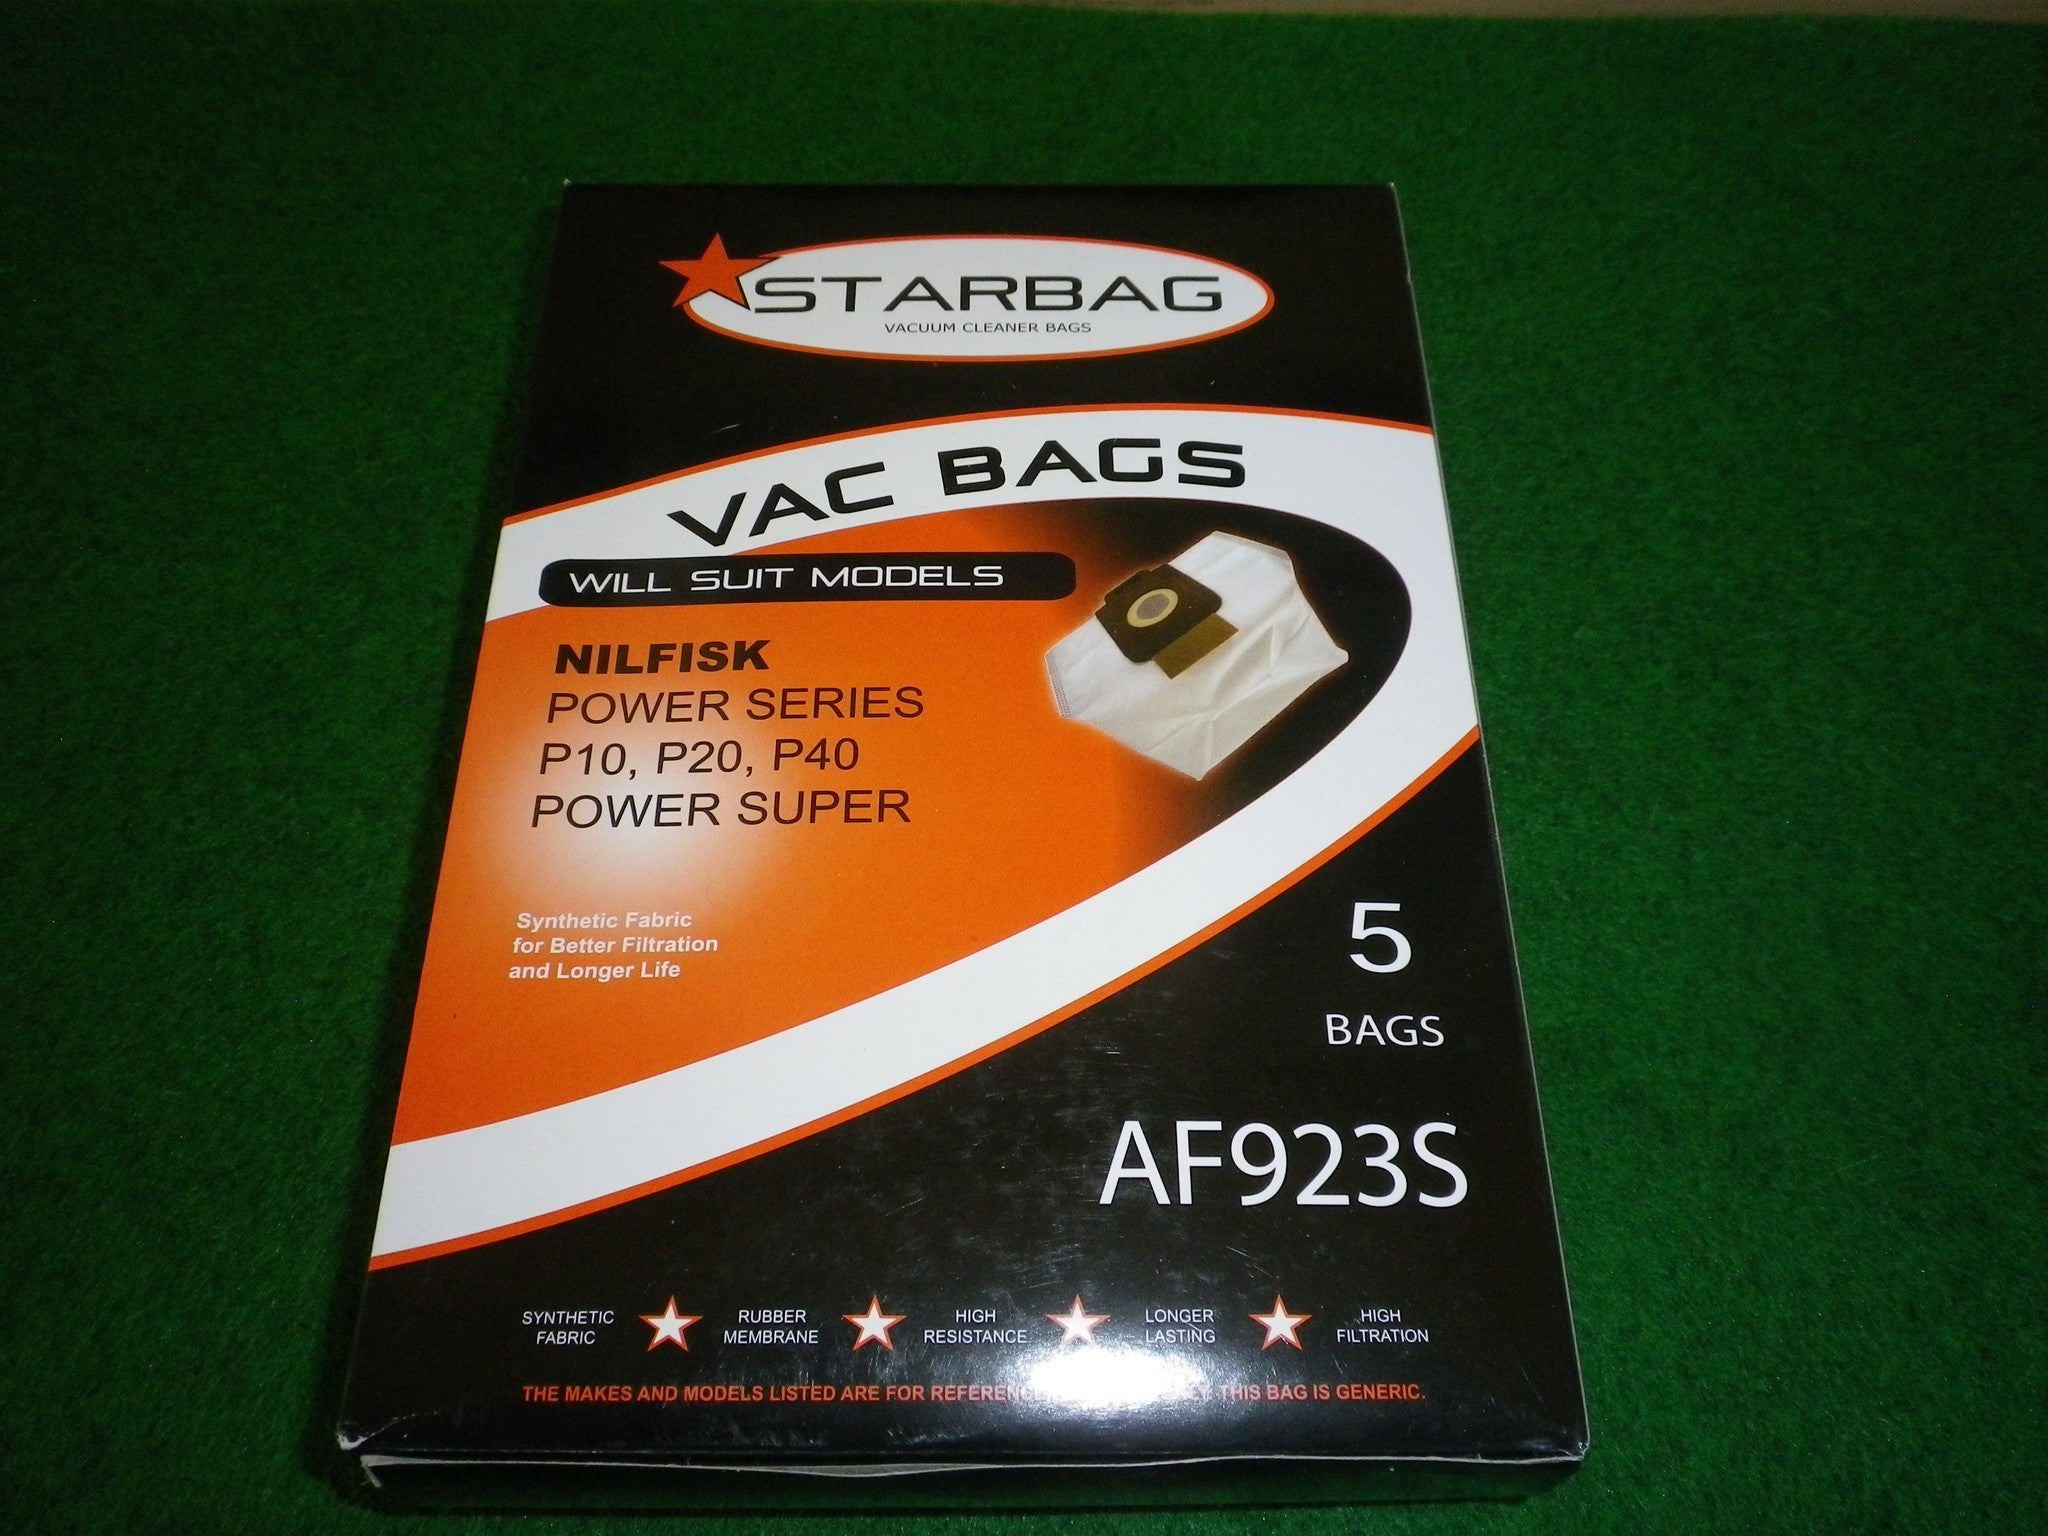 STARBAG
VACUUM CLEANER BAGS
VAC BAGS
WILL SUIT MODELS
NILFISK
POWER SERIES
P10, P20, P40
POWER SUPER
Synthetic Fabric
for Better Filtration
and Longer Life
5
BAGS
AF923S
SYNTHETIC
FABRIC
RUBBER
MEMBRANE
HIGH
RESISTANCE
LONGER
LASTING
HIGH
FILTRATION
THE MAKES AND MODELS LISTED ARE FOR THIS BAG IS GENERIC.